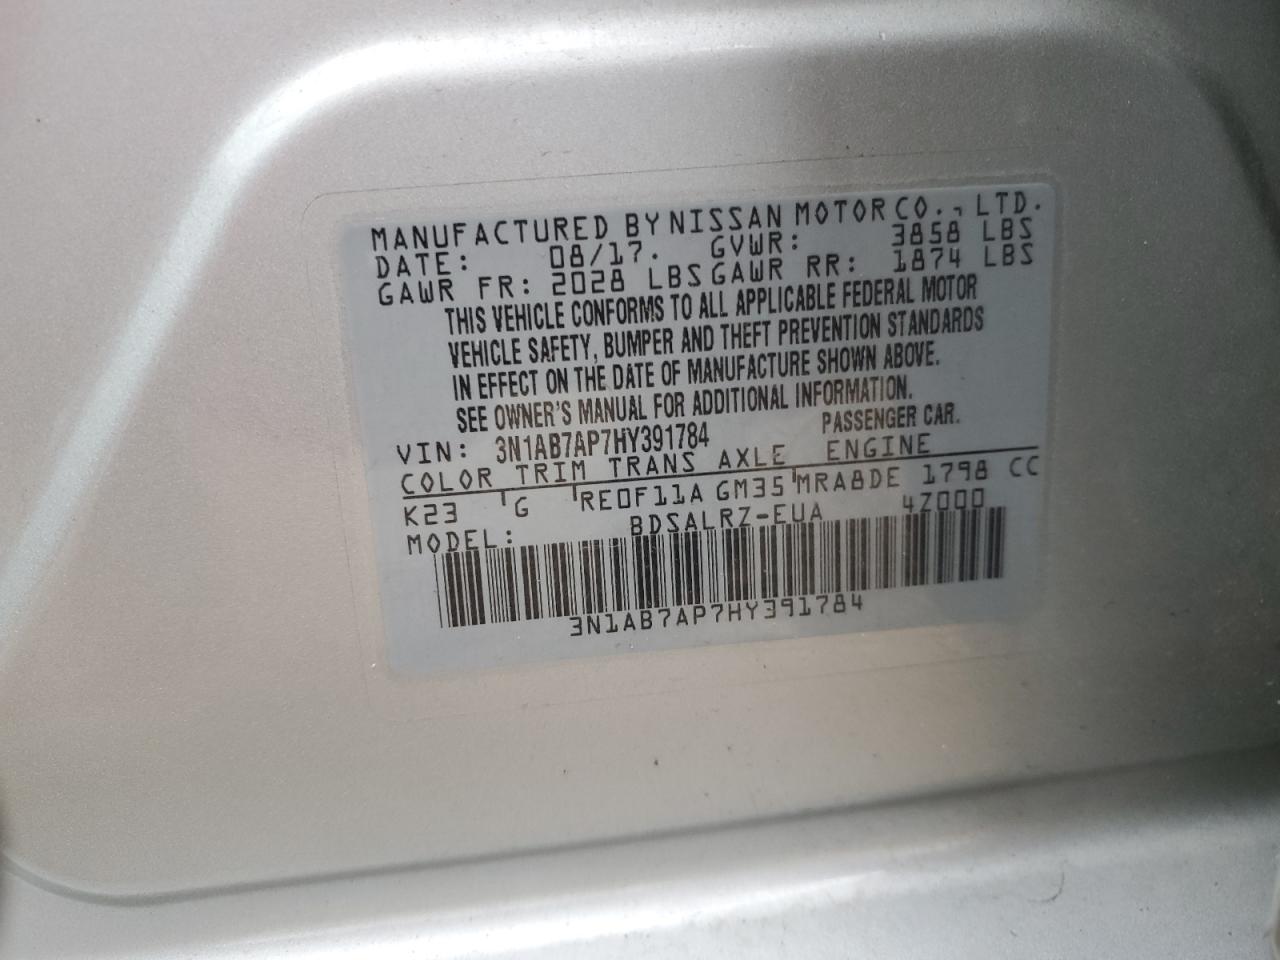 MANUFACTURED BY NISSAN MOTOR CO., LTD.
DATE: 08/17. GVWR: 3858 LBS
GAWR FR: 2028 LBS GAWR RR: 1874 LBS
THIS VEHICLE CONFORMS TO ALL APPLICABLE FEDERAL MOTOR
VEHICLE SAFETY, BUMPER AND THEFT PREVENTION STANDARDS
IN EFFECT ON THE DATE OF MANUFACTURE SHOWN ABOVE.
SEE OWNER'S MANUAL FOR ADDITIONAL INFORMATION.
VIN: 3N1AB7AP7HY391784 PASSENGER CAR.
COLOR TRIM TRANS AXLE ENGINE
K23 G RE0F11A GM35 MRA8DE 1798 CC
MODEL: BDSALRZ-EUA 4Z000
3N1AB7AP7HY391784